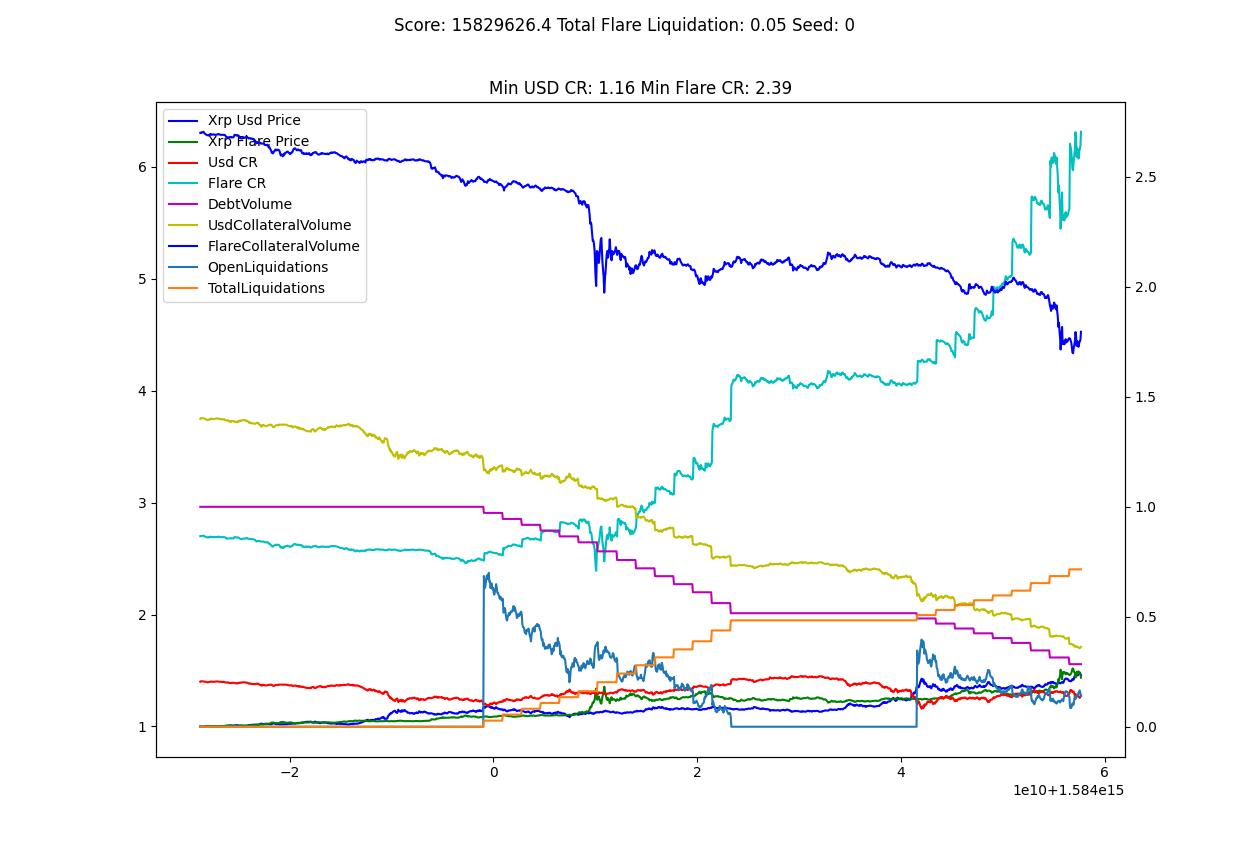 Score: 15829626.4 Total Flare Liquidation: 0.05 Seed: 0
Min USD CR: 1.16 Min Flare CR: 2.39
Xrp Usd Price
Xrp Flare Price
Usd CR
Flare CR
DebtVolume
UsdCollateralVolume
FlareCollateralVolume
OpenLiquidations
TotalLiquidations
6
5
4
3
2
1
2.5
2.0
1.5
1.0
0.5
0.0
−2 0 2 4 6
1e10+1.584e15